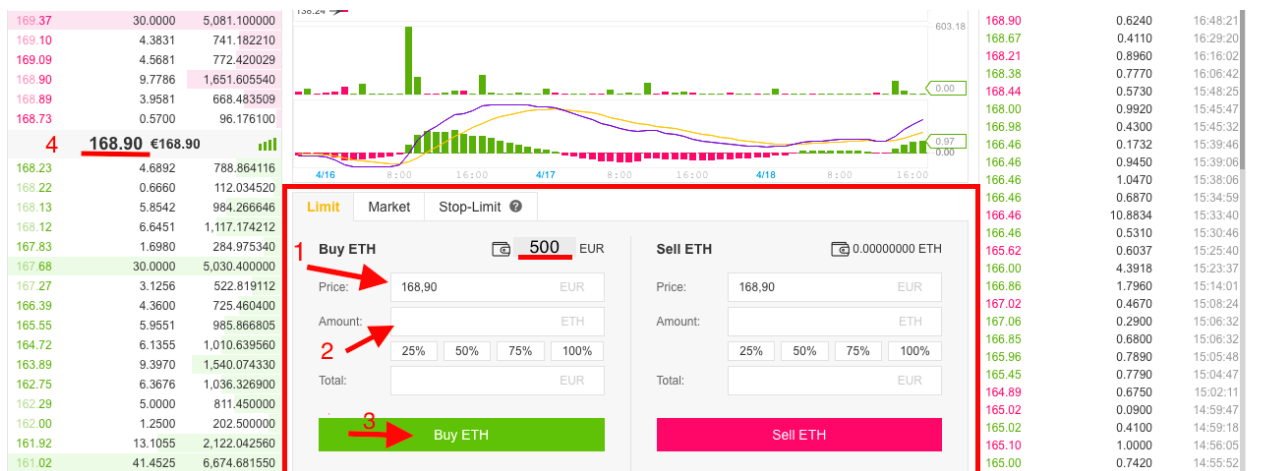 138.24
603.18
0.00
0.97
0.00
4/16 8:00 16:00 4/17 8:00 16:00 4/18 8:00 16:00
169.37 30.0000 5,081.100000
169.10 4.3831 741.182210
169.09 4.5681 772.420029
168.90 9.7786 1,651.605540
168.89 3.9581 668.483509
168.73 0.5700 96.176100
4 168.90 €168.90
168.23 4.6892 788.864116
168.22 0.6660 112.034520
168.13 5.8542 984.266646
168.12 6.6451 1,117.174212
167.83 1.6980 284.975340
167.68 30.0000 5,030.400000
167.27 3.1256 522.819112
166.39 4.3600 725.460400
165.55 5.9551 985.866805
164.72 6.1355 1,010.639560
163.89 9.3970 1,540.074330
162.75 6.3676 1,036.326900
162.29 5.0000 811.450000
162.00 1.2500 202.500000
161.92 13.1055 2,122.042560
161.02 41.4525 6,674.681550
Limit Market Stop-Limit ?
1 Buy ETH 500 EUR
Price: 168,90 EUR
Amount: ETH
2
25% 50% 75% 100%
Total: EUR
3 Buy ETH
Sell ETH 0.00000000 ETH
Price: 168,90 EUR
Amount: ETH
25% 50% 75% 100%
Total: EUR
Sell ETH
168.90 0.6240 16:48:21
168.67 0.4110 16:29:20
168.21 0.8960 16:16:02
168.38 0.7770 16:06:42
168.44 0.5730 15:48:25
168.00 0.9920 15:45:47
166.98 0.4300 15:45:32
166.46 0.1732 15:39:46
166.46 0.9450 15:39:06
166.46 1.0470 15:38:06
166.46 0.6870 15:34:59
166.46 10.8834 15:33:40
166.46 0.5310 15:30:46
165.62 0.6037 15:25:40
166.00 4.3918 15:23:37
166.86 1.7960 15:14:01
167.02 0.4670 15:08:24
167.06 0.2900 15:06:32
166.85 0.6800 15:06:32
165.96 0.7890 15:05:48
165.45 0.7790 15:04:47
164.89 0.6750 15:02:11
165.02 0.0900 14:59:47
165.02 0.4100 14:59:18
165.10 1.0000 14:56:05
165.00 0.7420 14:55:52